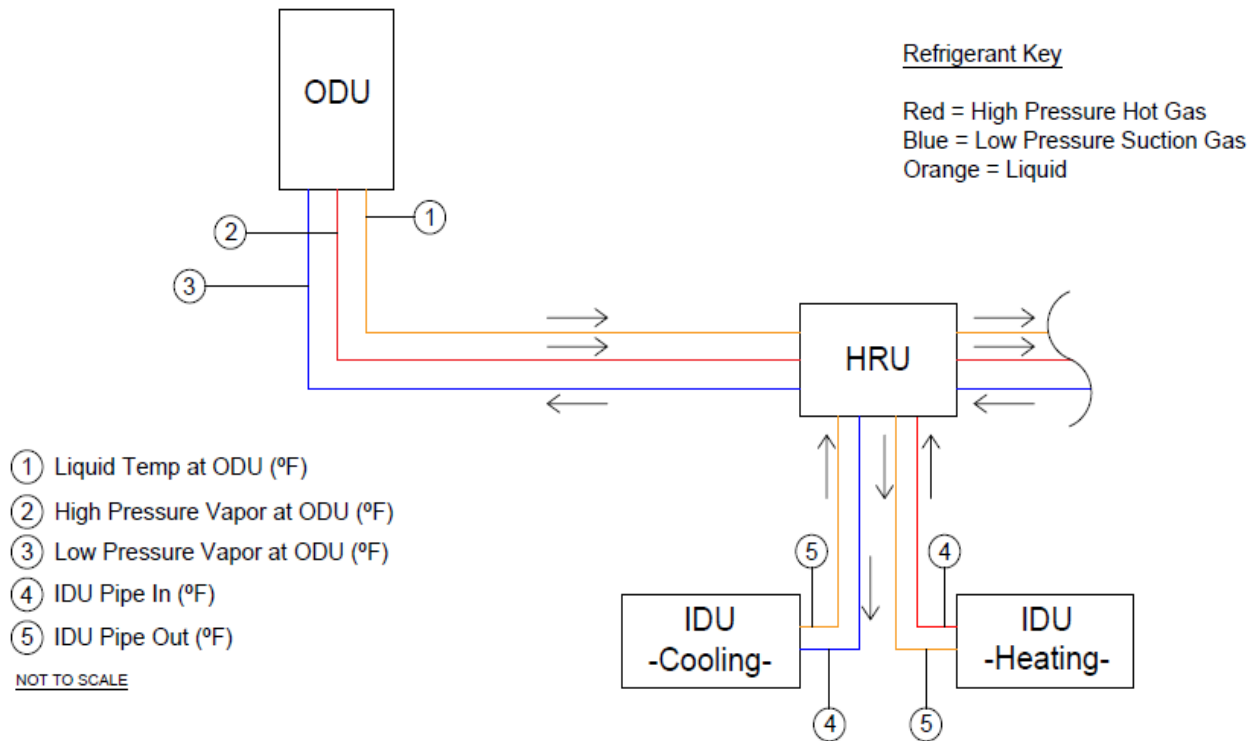 ODU
Refrigerant Key
Red = High Pressure Hot Gas
Blue = Low Pressure Suction Gas
Orange = Liquid
1
2
3
HRU
1 Liquid Temp at ODU (ºF)
2 High Pressure Vapor at ODU (ºF)
3 Low Pressure Vapor at ODU (ºF)
4 IDU Pipe In (ºF)
5 IDU Pipe Out (ºF)
NOT TO SCALE
5
4
IDU
-Cooling-
IDU
-Heating-
4
5